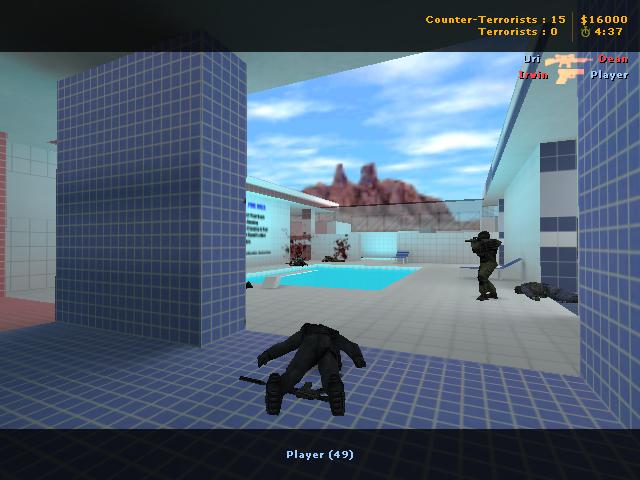 Counter-Terrorists : 15 $16000
Terrorists : 0 4:37
Uri Dean
Irwin Player
Player (49)